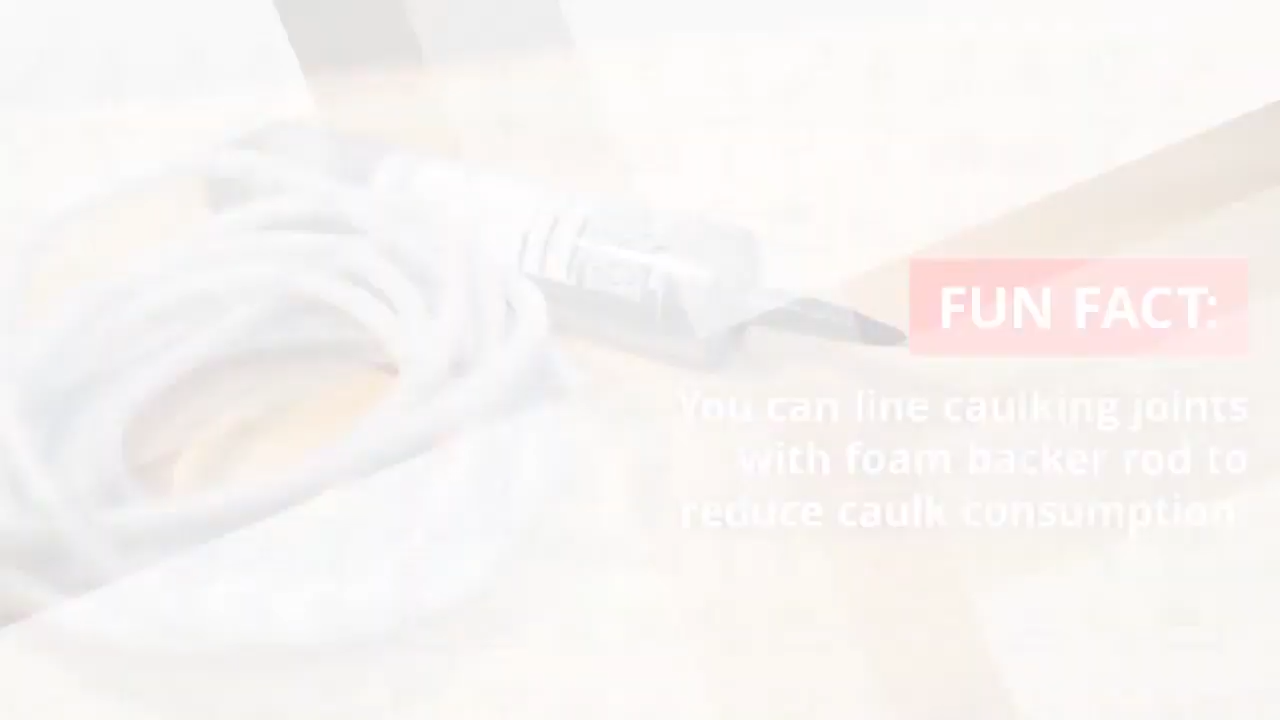 FUN FACT:
You can line caulking joints
with foam backer rod to
reduce caulk consumption.